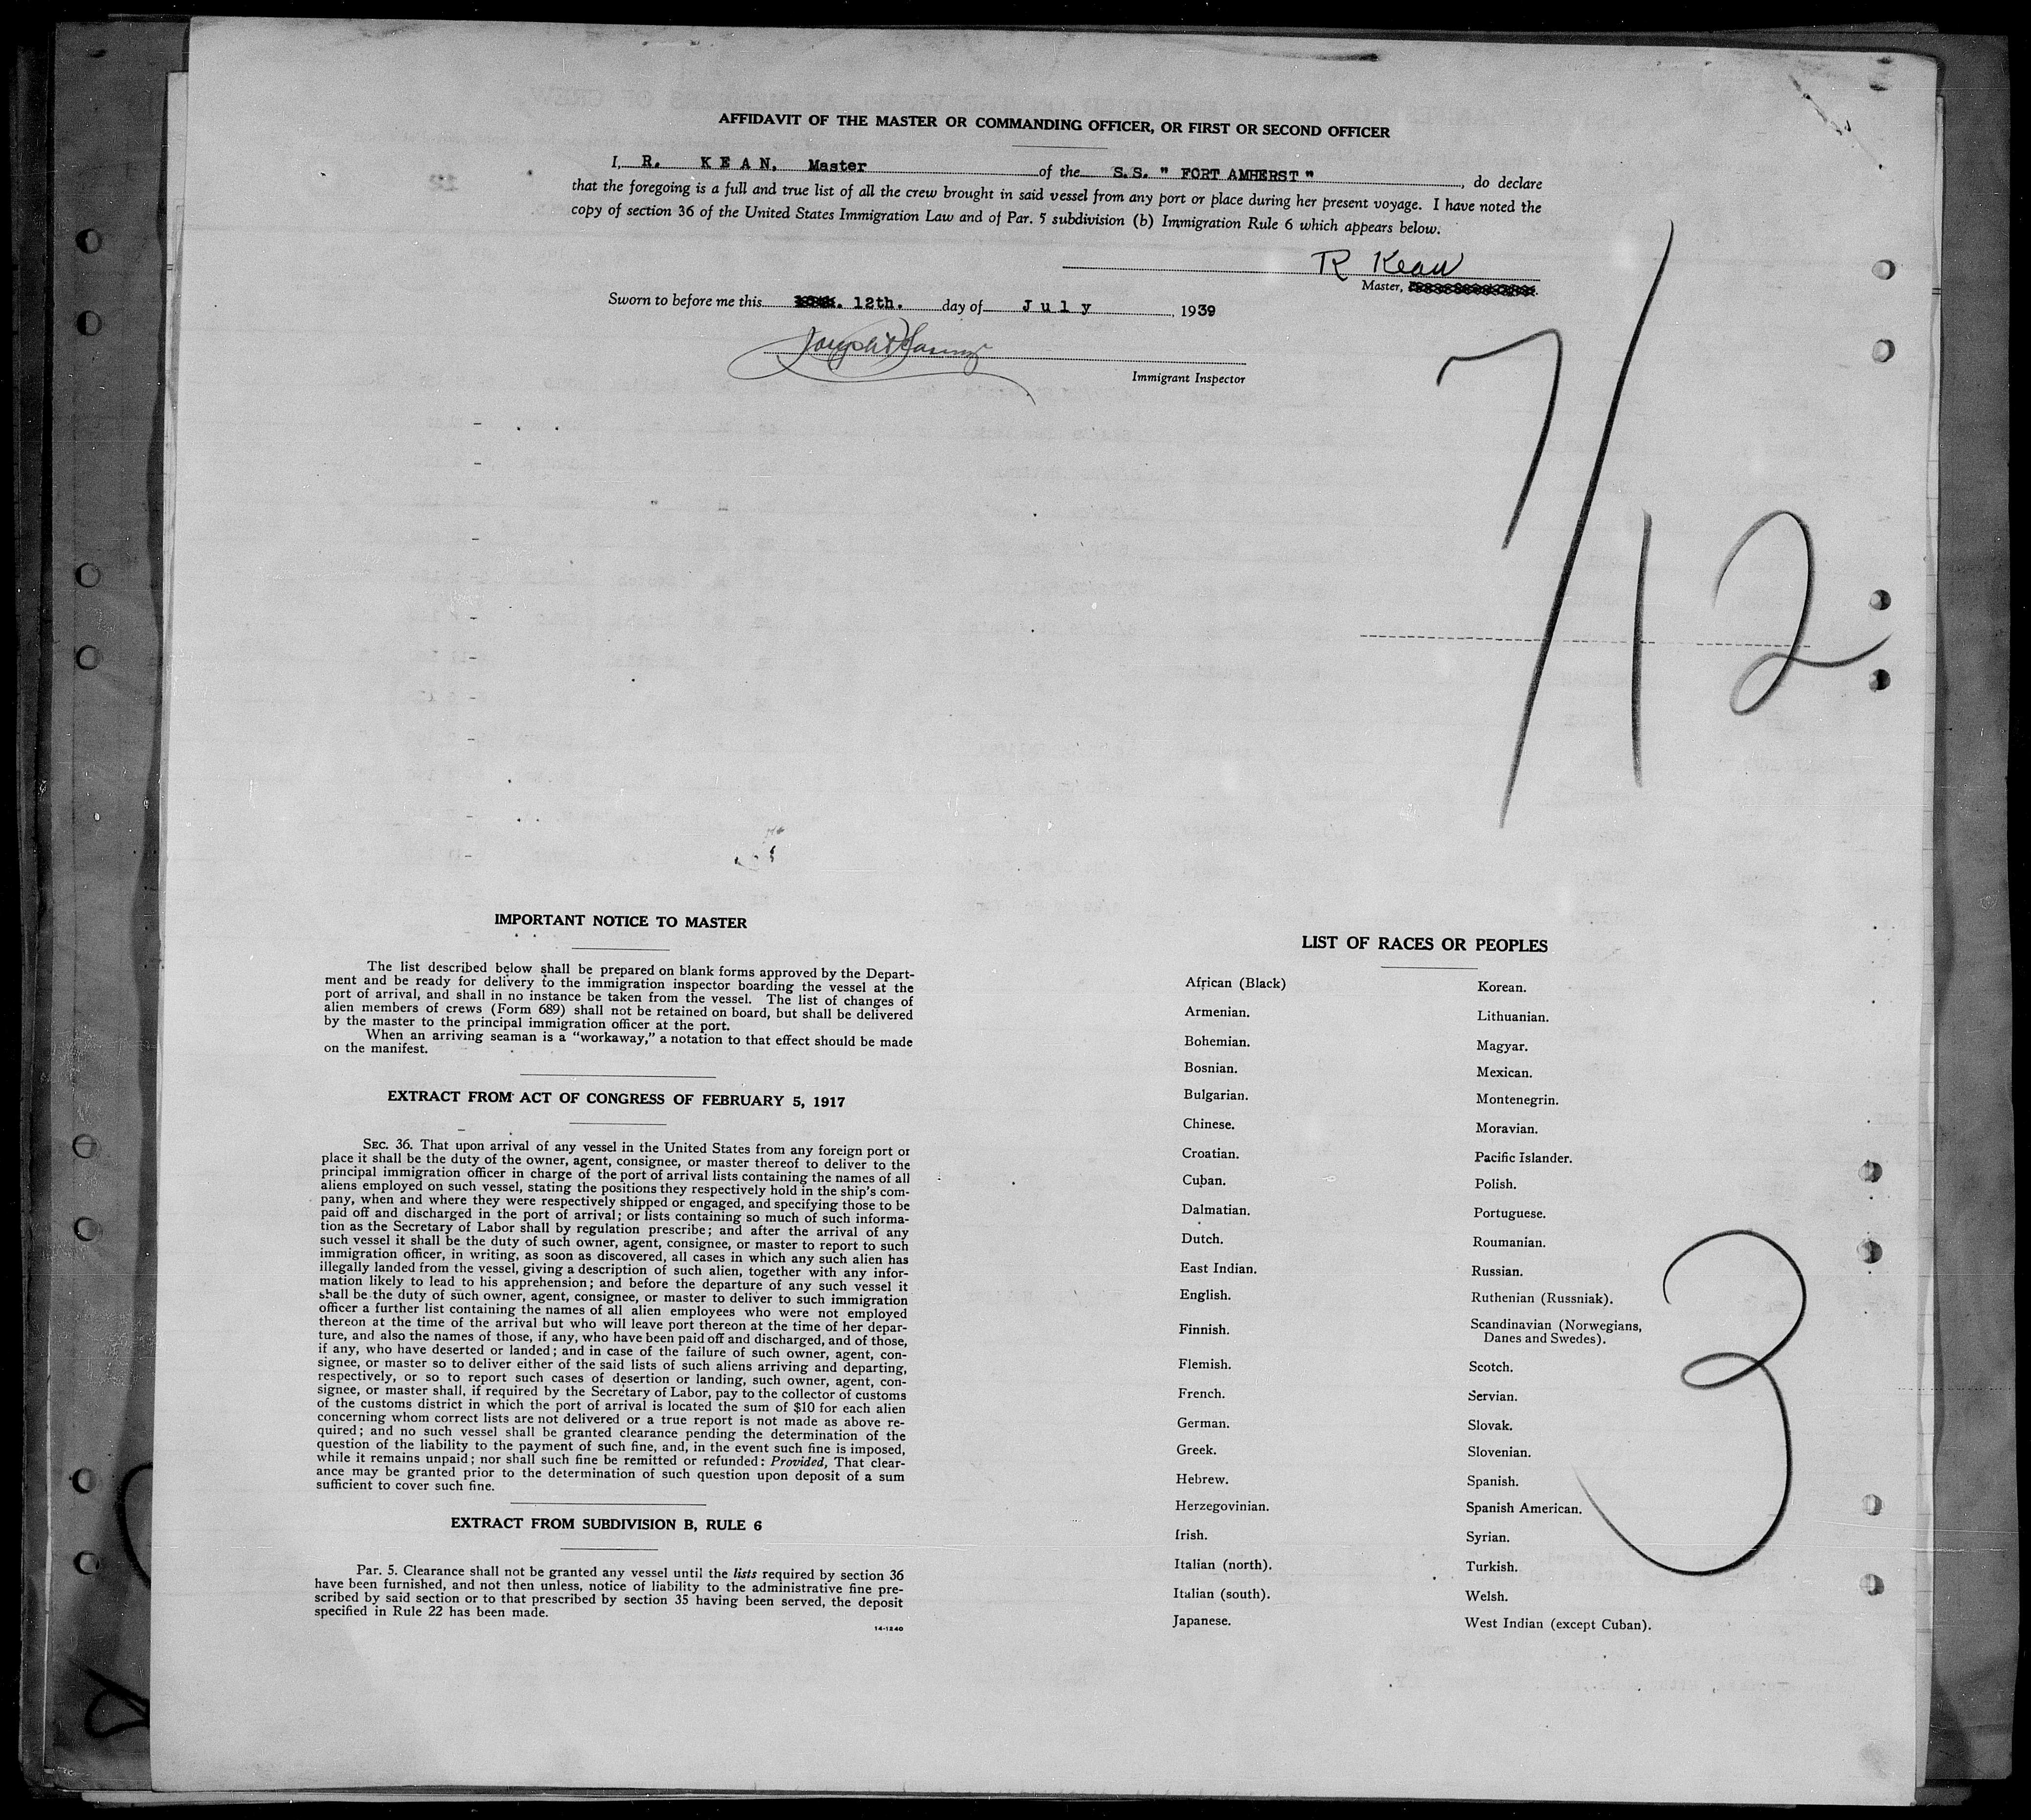 AFFIDAVIT OF THE MASTER OR COMMANDING OFFICER, OR FIRST OR SECOND OFFICER
I, R. KEAN, Master of the S.S. " FORT AMHERST ", do declare
that the foregoing is a full and true list of all the crew brought in said vessel from any port or place during her present voyage. I have noted the
copy of section 36 of the United States Immigration Law and of Par. 5 subdivision (b) Immigration Rule 6 which appears below.
R Kean
Master,
Sworn to before me this 12th. day of July, 1939
Immigrant Inspector
7/12
IMPORTANT NOTICE TO MASTER
The list described below shall be prepared on blank forms approved by the Depart-
ment and be ready for delivery to the immigration inspector boarding the vessel at the
port of arrival, and shall in no instance be taken from the vessel. The list of changes of
alien members of crews (Form 689) shall not be retained on board, but shall be delivered
by the master to the principal immigration officer at the port.
When an arriving seaman is a "workaway," a notation to that effect should be made
on the manifest.
EXTRACT FROM ACT OF CONGRESS OF FEBRUARY 5, 1917
SEC. 36. That upon arrival of any vessel in the United States from any foreign port or
place it shall be the duty of the owner, agent, consignee, or master thereof to deliver to the
principal immigration officer in charge of the port of arrival lists containing the names of all
aliens employed on such vessel, stating the positions they respectively hold in the ship's com-
pany, when and where they were respectively shipped or engaged, and specifying those to be
paid off and discharged in the port of arrival; or lists containing so much of such informa-
tion as the Secretary of Labor shall by regulation prescribe; and after the arrival of any
such vessel it shall be the duty of such owner, agent, consignee, or master to report to such
immigration officer, in writing, as soon as discovered, all cases in which any such alien has
illegally landed from the vessel, giving a description of such alien, together with any infor-
mation likely to lead to his apprehension; and before the departure of any such vessel it
shall be the duty of such owner, agent, consignee, or master to deliver to such immigration
officer a further list containing the names of all alien employees who were not employed
thereon at the time of the arrival but who will leave port thereon at the time of her depar-
ture, and also the names of those, if any, who have been paid off and discharged, and of those,
if any, who have deserted or landed; and in case of the failure of such owner, agent, con-
signee, or master so to deliver either of the said lists of such aliens arriving and departing,
respectively, or so to report such cases of desertion or landing, such owner, agent, con-
signee, or master shall, if required by the Secretary of Labor, pay to the collector of customs
of the customs district in which the port of arrival is located the sum of $10 for each alien
concerning whom correct lists are not delivered or a true report is not made as above re-
quired; and no such vessel shall be granted clearance pending the determination of the
question of the liability to the payment of such fine, and, in the event such fine is imposed,
while it remains unpaid; nor shall such fine be remitted or refunded: Provided, That clear-
ance may be granted prior to the determination of such question upon deposit of a sum
sufficient to cover such fine.
EXTRACT FROM SUBDIVISION B, RULE 6
Par. 5. Clearance shall not be granted any vessel until the lists required by section 36
have been furnished, and not then unless, notice of liability to the administrative fine pre-
scribed by said section or to that prescribed by section 35 having been served, the deposit
specified in Rule 22 has been made.
14-1240
LIST OF RACES OR PEOPLES
African (Black)
Armenian.
Bohemian.
Bosnian.
Bulgarian.
Chinese.
Croatian.
Cuban.
Dalmatian.
Dutch.
East Indian.
English.
Finnish.
Flemish.
French.
German.
Greek.
Hebrew.
Herzegovinian.
Irish.
Italian (north).
Italian (south).
Japanese.
Korean.
Lithuanian.
Magyar.
Mexican.
Montenegrin.
Moravian.
Pacific Islander.
Polish.
Portuguese.
Roumanian.
Russian.
Ruthenian (Russniak).
Scandinavian (Norwegians,
Danes and Swedes).
Scotch.
Servian.
Slovak.
Slovenian.
Spanish.
Spanish American.
Syrian.
Turkish.
Welsh.
West Indian (except Cuban).
3